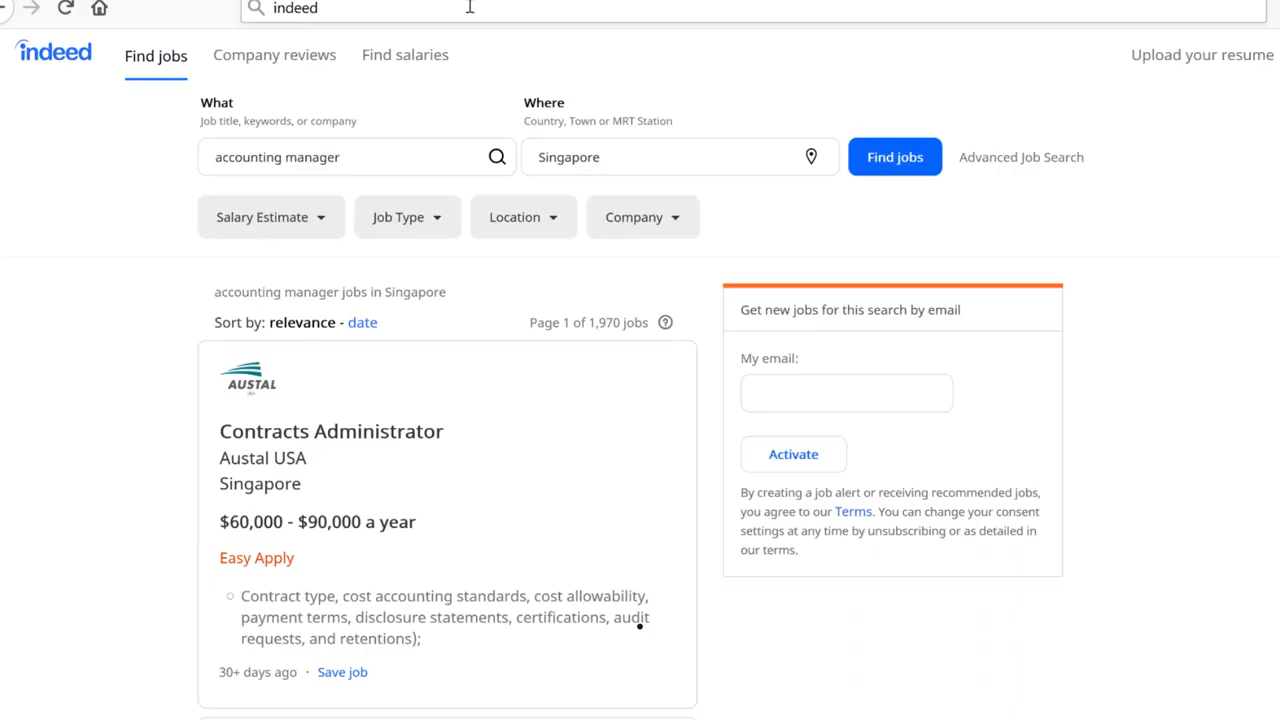 indeed
indeed
Find jobs
Company reviews
Find salaries
Upload your resume
What
Job title, keywords, or company
Where
Country, Town or MRT Station
accounting manager
Singapore
Find jobs
Advanced Job Search
Salary Estimate
Job Type
Location
Company
accounting manager jobs in Singapore
Sort by: relevance - date
Page 1 of 1,970 jobs
AUSTAL
Contracts Administrator
Austal USA
Singapore
$60,000 - $90,000 a year
Easy Apply
Contract type, cost accounting standards, cost allowability,
payment terms, disclosure statements, certifications, audit
requests, and retentions);
30+ days ago · Save job
Get new jobs for this search by email
My email:
Activate
By creating a job alert or receiving recommended jobs,
you agree to our Terms. You can change your consent
settings at any time by unsubscribing or as detailed in
our terms.